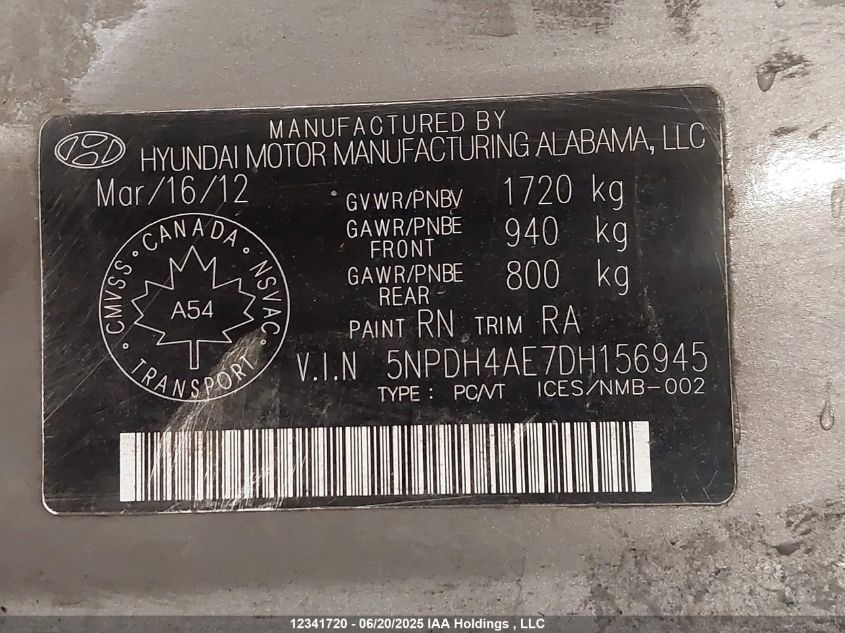 MANUFACTURED BY
HYUNDAI MOTOR MANUFACTURING ALABAMA, LLC
Mar/16/12
GVWR/PNBV 1720 kg
GAWR/PNBE FRONT 940 kg
GAWR/PNBE REAR 800 kg
CANADA
CMVSS
NSVAC
A54
TRANSPORT
PAINT RN TRIM RA
V.I.N 5NPDH4AE7DH156945
TYPE: PC/VT ICES/NMB-002
12341720 - 06/20/2025 IAA Holdings , LLC